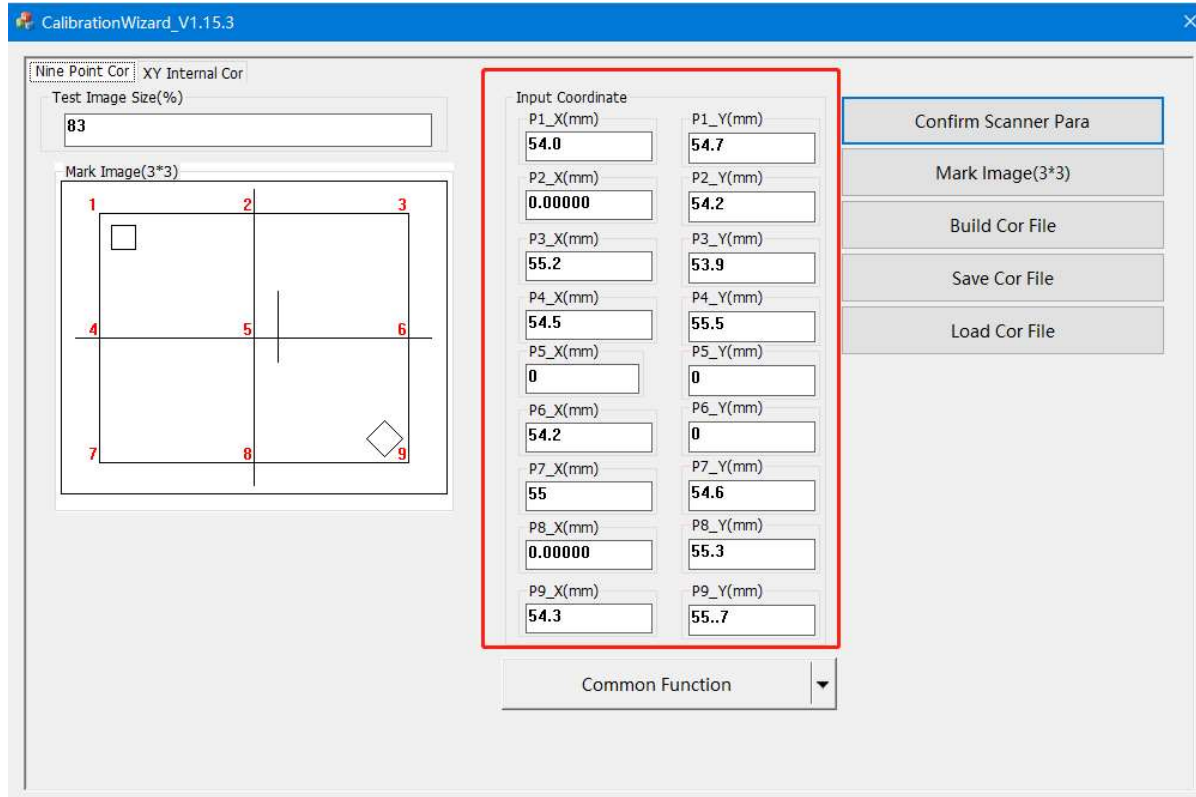 CalibrationWizard_V1.15.3
Nine Point Cor XY Internal Cor
Test Image Size(%)
83
Mark Image(3*3)
1 2 3
4 5 6
7 8 9
Input Coordinate
P1_X(mm) P1_Y(mm)
54.0 54.7
P2_X(mm) P2_Y(mm)
0.00000 54.2
P3_X(mm) P3_Y(mm)
55.2 53.9
P4_X(mm) P4_Y(mm)
54.5 55.5
P5_X(mm) P5_Y(mm)
0 0
P6_X(mm) P6_Y(mm)
54.2 0
P7_X(mm) P7_Y(mm)
55 54.6
P8_X(mm) P8_Y(mm)
0.00000 55.3
P9_X(mm) P9_Y(mm)
54.3 55..7
Common Function
Confirm Scanner Para
Mark Image(3*3)
Build Cor File
Save Cor File
Load Cor File